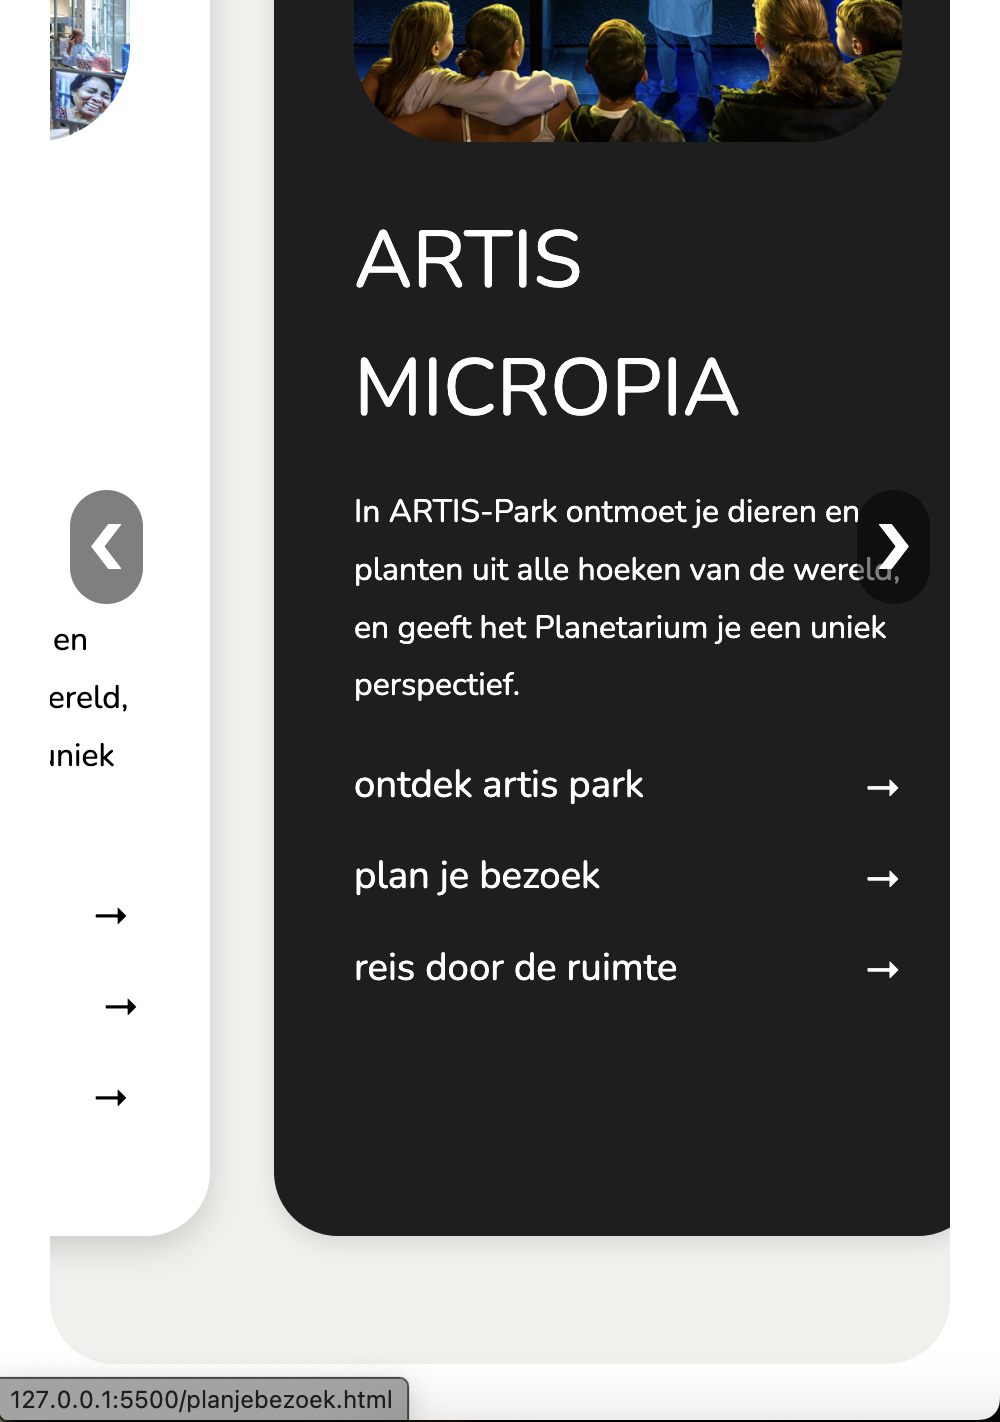 en
ereld,
uniek
→
→
→
❮
ARTIS
MICROPIA
In ARTIS-Park ontmoet je dieren en
planten uit alle hoeken van de wereld,
en geeft het Planetarium je een uniek
perspectief.
ontdek artis park →
plan je bezoek →
reis door de ruimte →
❯
127.0.0.1:5500/planjebezoek.html